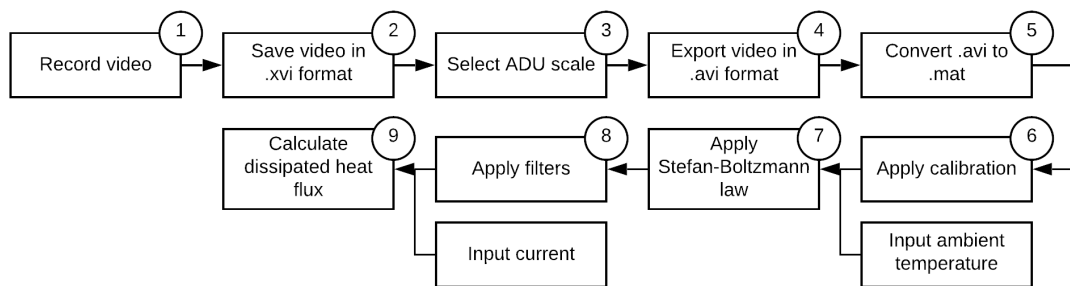 1
Record video
2
Save video in
.xvi format
3
Select ADU scale
4
Export video in
.avi format
5
Convert .avi to
.mat
6
Apply calibration
Input ambient
temperature
7
Apply
Stefan-Boltzmann
law
8
Apply filters
Input current
9
Calculate
dissipated heat
flux